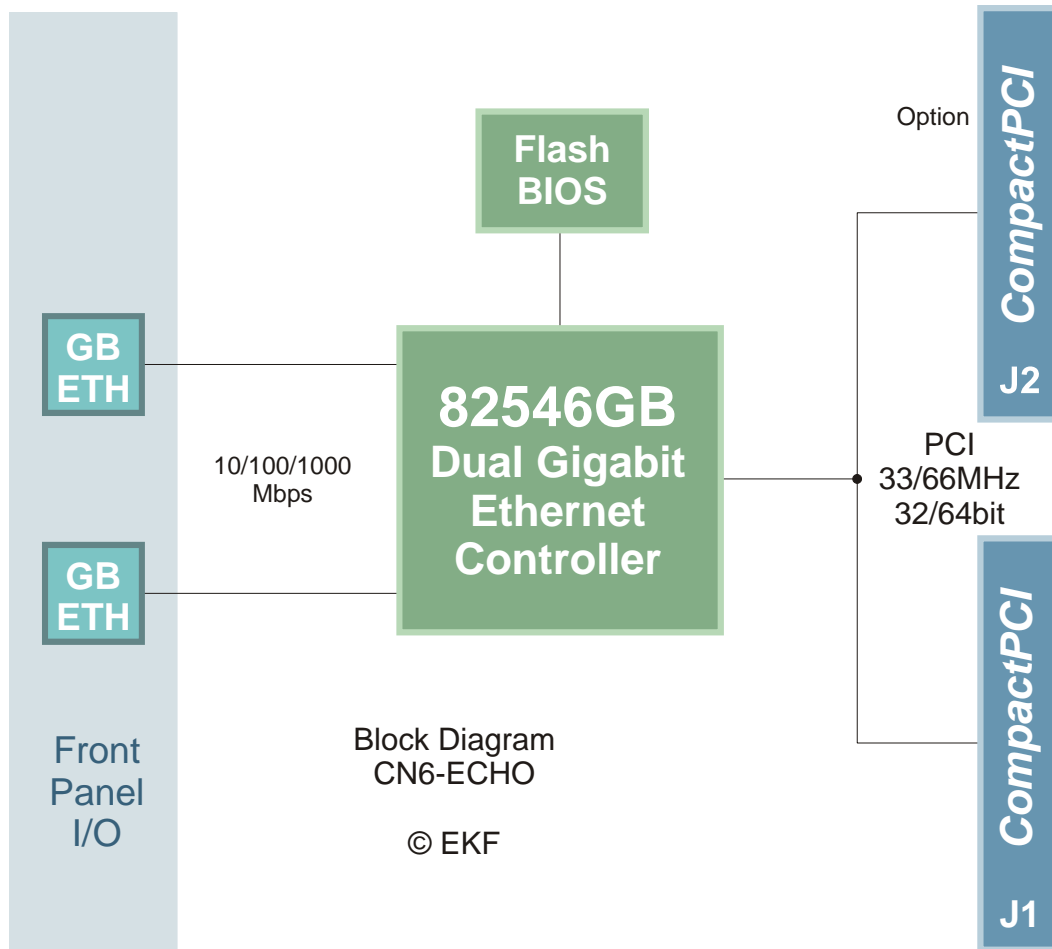 Option
CompactPCI
J2
Flash
BIOS
GB
ETH
10/100/1000
Mbps
GB
ETH
82546GB
Dual Gigabit
Ethernet
Controller
PCI
33/66MHz
32/64bit
CompactPCI
J1
Front
Panel
I/O
Block Diagram
CN6-ECHO
© EKF